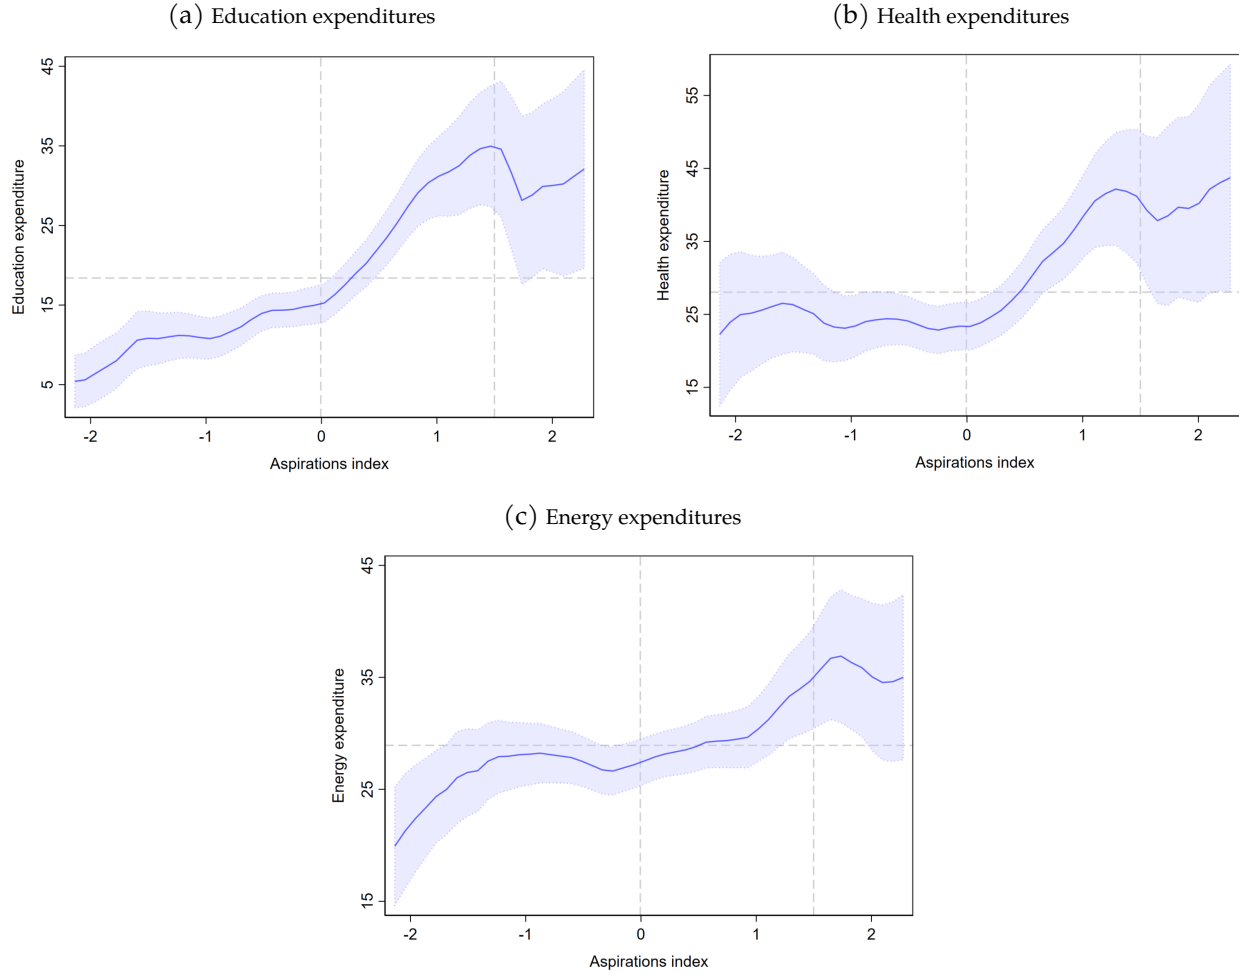 (a) Education expenditures
45
35
25
15
5
Education expenditure
-2 -1 0 1 2
Aspirations index
(b) Health expenditures
55
45
35
25
15
Health expenditure
-2 -1 0 1 2
Aspirations index
(c) Energy expenditures
45
35
25
15
Energy expenditure
-2 -1 0 1 2
Aspirations index